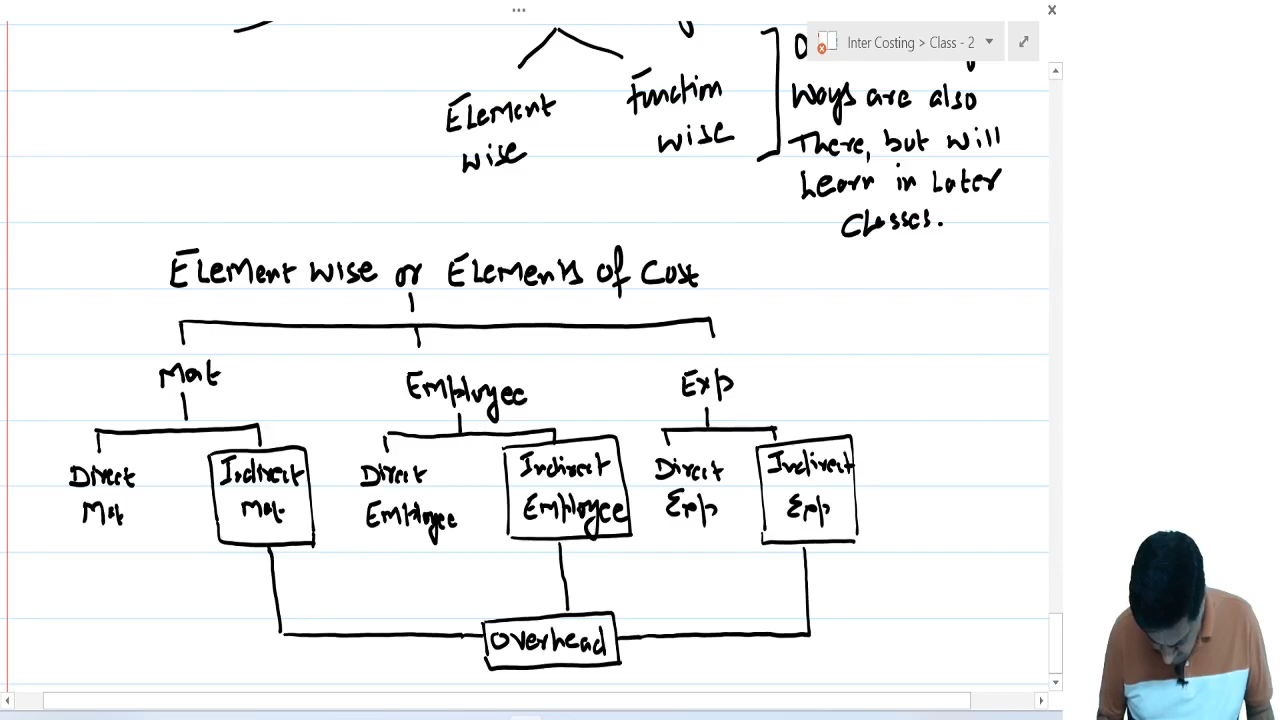 Inter Costing > Class - 2
Element
wise
Function
wise
ways are also
There, but will
Learn in Later
Classes.
Element wise or Elements of Cost
Mat
Employee
Exp
Direct
Mat
Indirect
Mat
Direct
Employee
Indirect
Employee
Direct
Exp
Indirect
Exp
Overhead